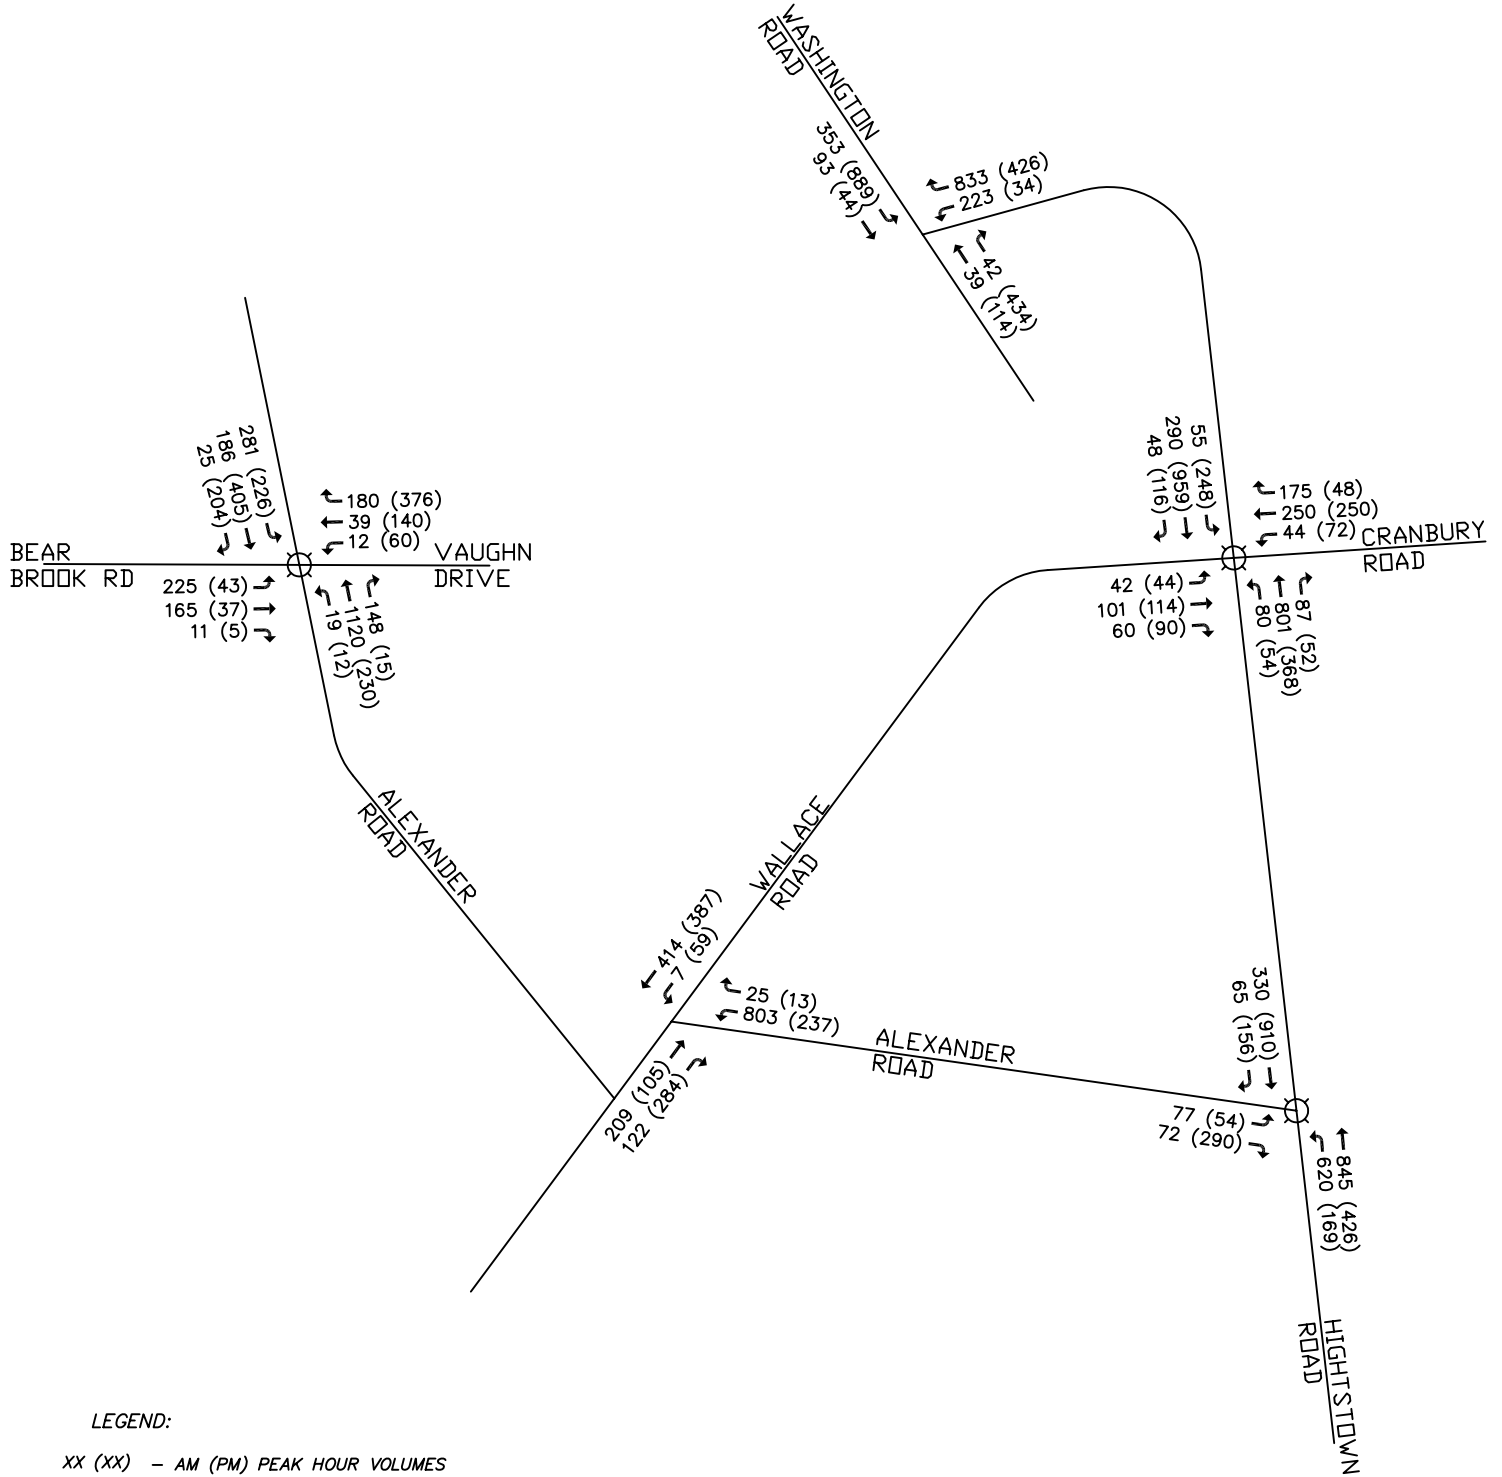 WASHINGTON
ROAD
353 (889)
93 (44)
833 (426)
223 (34)
42 (434)
39 (114)
281 (226)
186 (405)
25 (204)
180 (376)
39 (140)
12 (60)
BEAR
BROOK RD
VAUGHN
DRIVE
225 (43)
165 (37)
11 (5)
148 (15)
1120 (230)
19 (12)
55 (248)
290 (959)
48 (116)
175 (48)
250 (250)
44 (72)
CRANBURY
ROAD
42 (44)
101 (114)
60 (90)
87 (52)
801 (368)
80 (54)
ALEXANDER
ROAD
WALLACE
ROAD
414 (387)
7 (59)
25 (13)
803 (237)
ALEXANDER
ROAD
209 (105)
122 (284)
330 (910)
65 (156)
77 (54)
72 (290)
845 (426)
620 (169)
HIGHTSTOWN
ROAD
LEGEND:
XX (XX) – AM (PM) PEAK HOUR VOLUMES